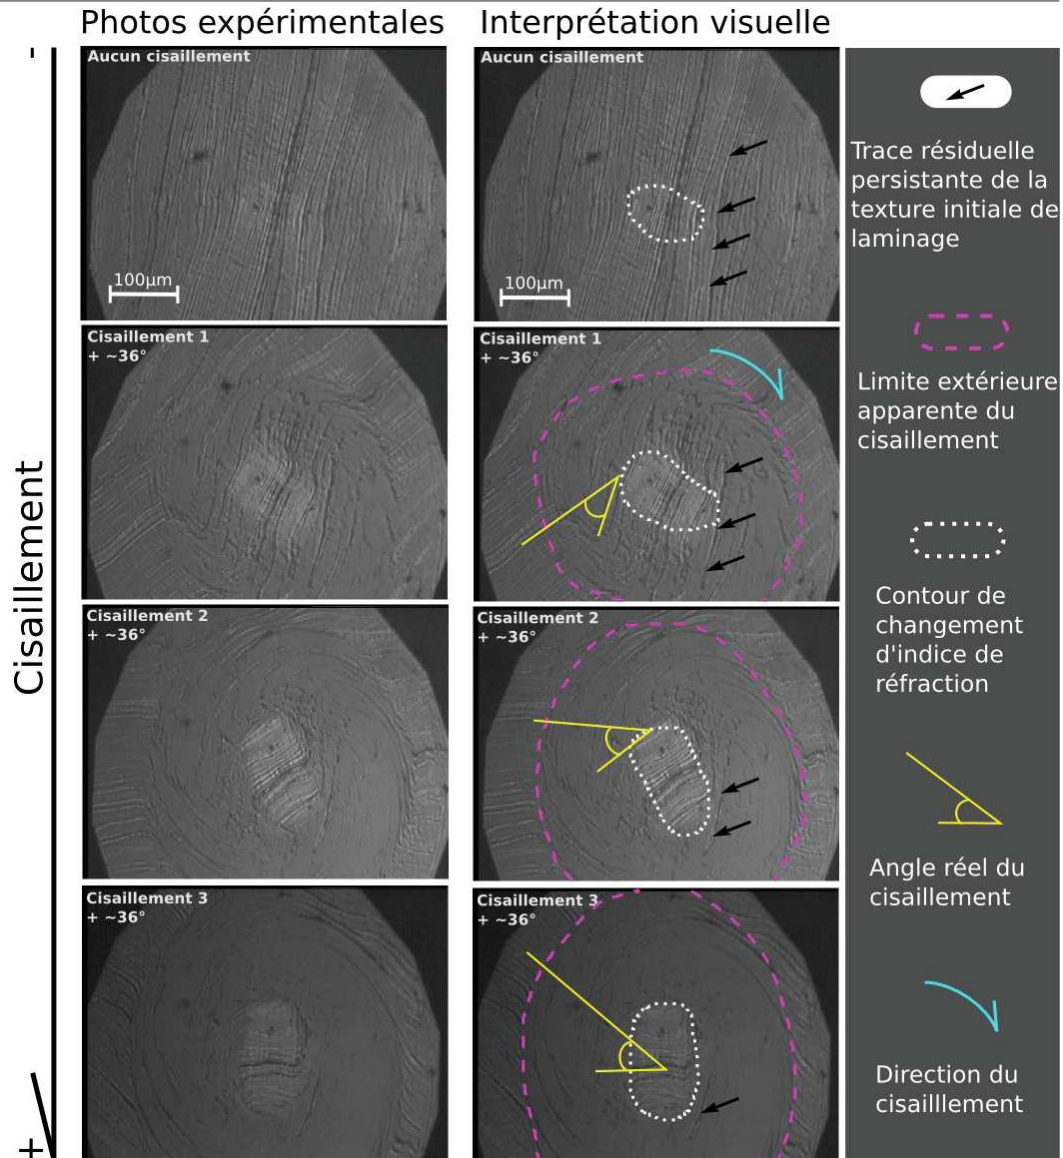 Photos expérimentales
Interprétation visuelle
Aucun cisaillement
100µm
Aucun cisaillement
100µm
Cisaillement 1
+ ~36°
Cisaillement 1
+ ~36°
Cisaillement 2
+ ~36°
Cisaillement 2
+ ~36°
Cisaillement 3
+ ~36°
Cisaillement 3
+ ~36°
-
Cisaillement
+
Trace résiduelle
persistante de la
texture initiale de
laminage
Limite extérieure
apparente du
cisaillement
Contour de
changement
d'indice de
réfraction
Angle réel du
cisaillement
Direction du
cisailllement